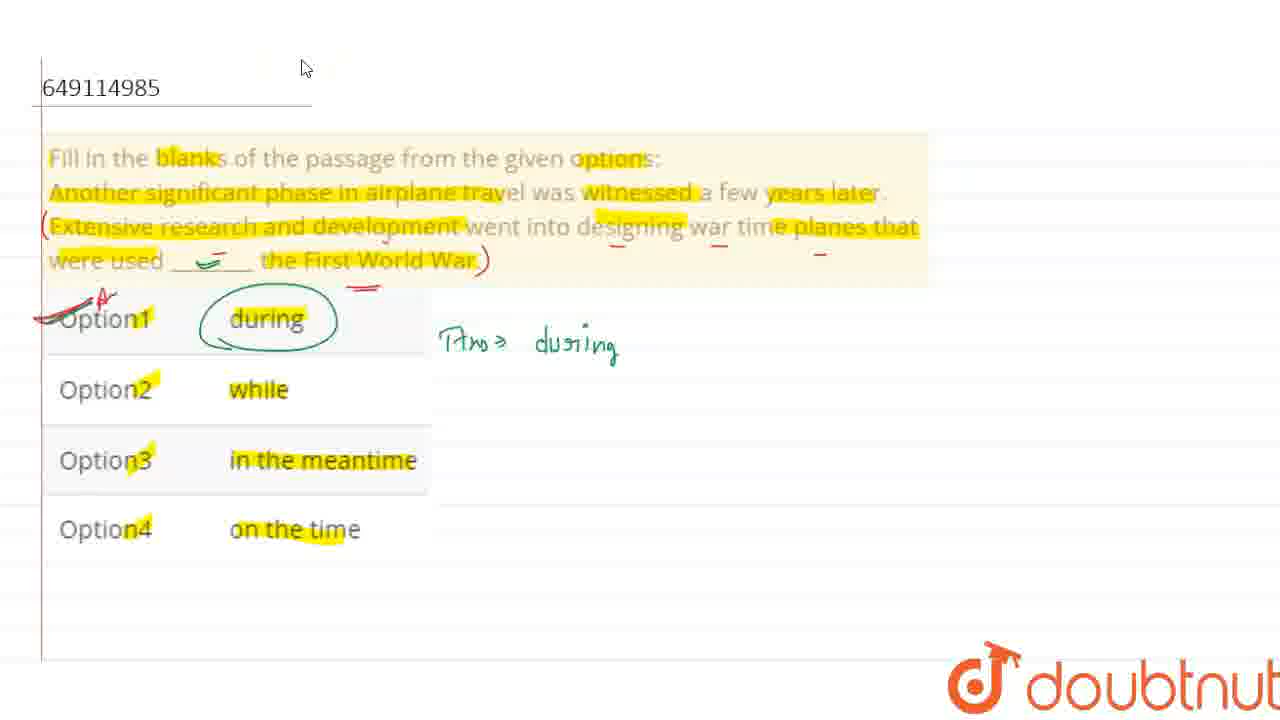 649114985
Fill in the blanks of the passage from the given options:
Another significant phase in airplane travel was witnessed a few years later.
(Extensive research and development went into designing war time planes that
were used _______ the First World War.)
A
Option1 during
Ans⇒ during
Option2 while
Option3 in the meantime
Option4 on the time
doubtnut